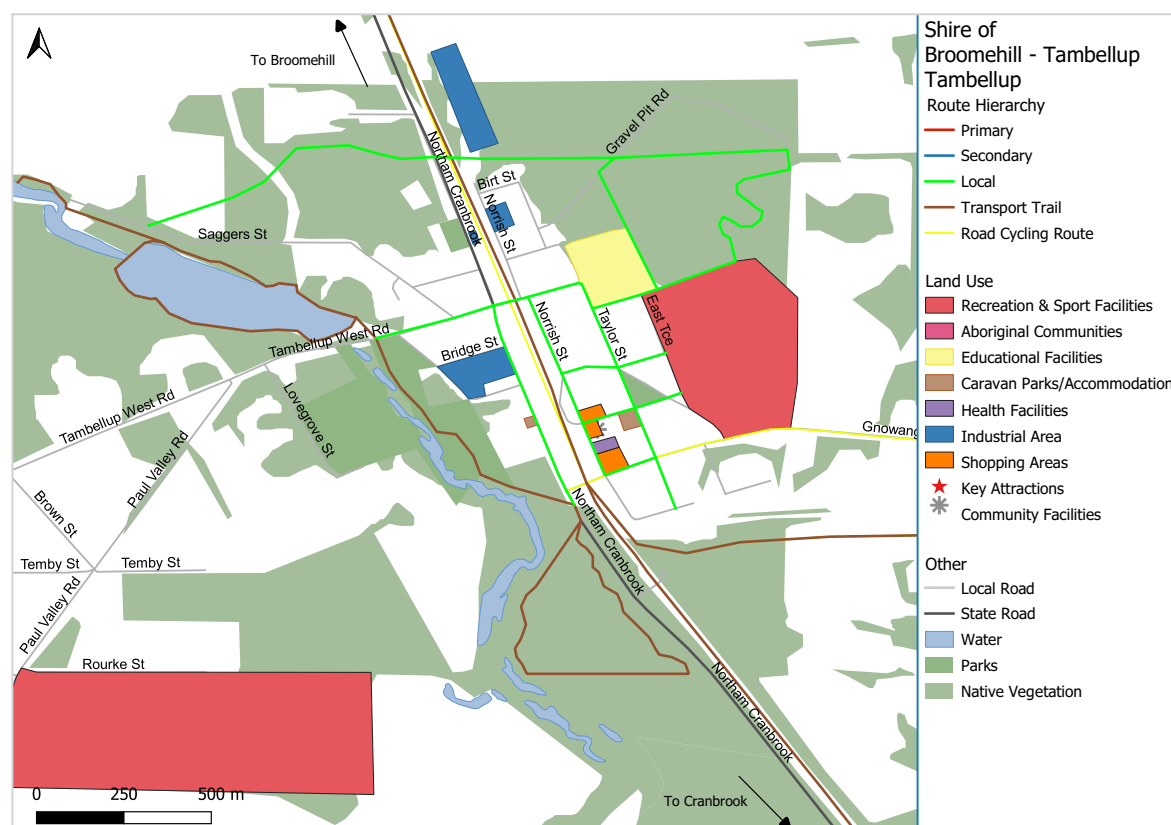 To Broomehill
Gravel Pit Rd
Northam Cranbrook
Birt St
Norrish St
Saggers St
Tambellup West Rd
Bridge St
Norrish St
Taylor St
East Tce
Lovegrove St
Tambellup West Rd
Gnowang
Paul Valley Rd
Brown St
Northam Cranbrook
Temby St
Temby St
Paul Valley Rd
Rourke St
Northam Cranbrook
To Cranbrook
0 250 500 m
Shire of
Broomehill - Tambellup
Tambellup
Route Hierarchy
Primary
Secondary
Local
Transport Trail
Road Cycling Route
Land Use
Recreation & Sport Facilities
Aboriginal Communities
Educational Facilities
Caravan Parks/Accommodation
Health Facilities
Industrial Area
Shopping Areas
Key Attractions
Community Facilities
Other
Local Road
State Road
Water
Parks
Native Vegetation